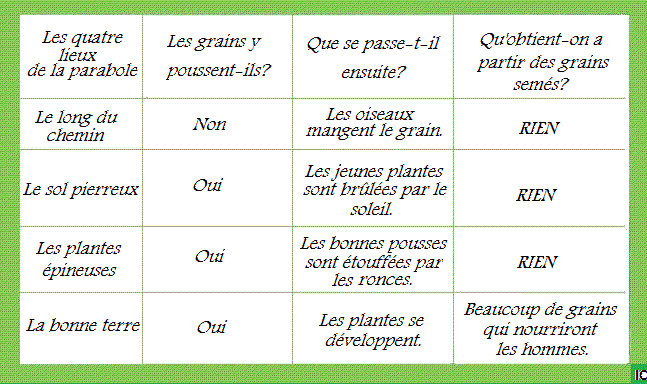 Les quatre
lieux
de la parabole
Les grains y
poussent-ils?
Que se passe-t-il
ensuite?
Qu'obtient-on a
partir des grains
semés?
Le long du
chemin
Non
Les oiseaux
mangent le grain.
RIEN
Le sol pierreux
Oui
Les jeunes plantes
sont brûlées par le
soleil.
RIEN
Les plantes
épineuses
Oui
Les bonnes pousses
sont étouffées par
les ronces.
RIEN
La bonne terre
Oui
Les plantes se
développent.
Beaucoup de grains
qui nourriront
les hommes.
IC